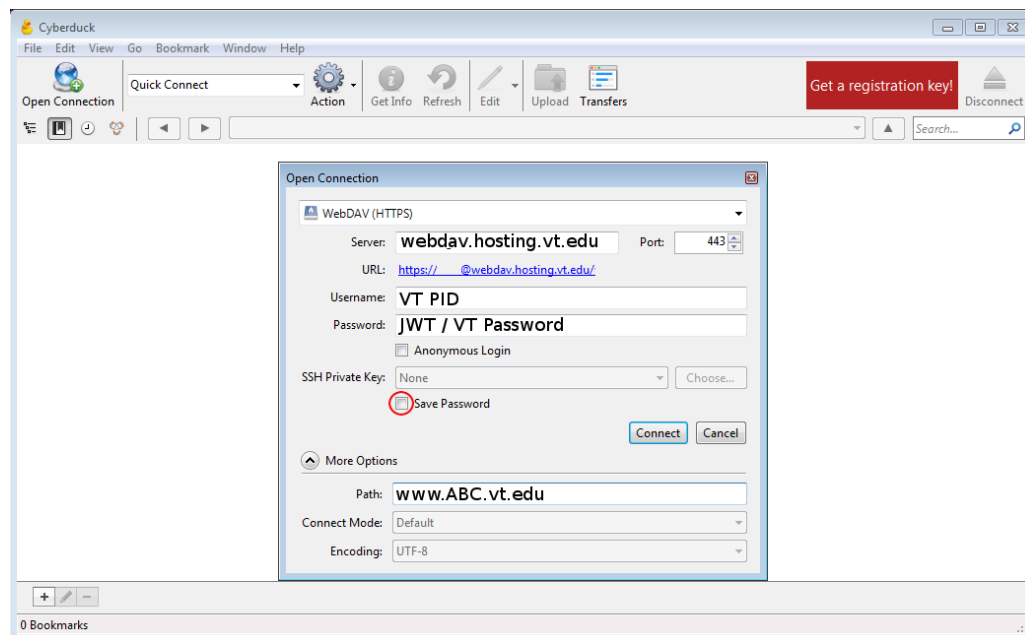 Cyberduck
File Edit View Go Bookmark Window Help
Open Connection Quick Connect Action Get Info Refresh Edit Upload Transfers Get a registration key! Disconnect
Search...
Open Connection
WebDAV (HTTPS)
Server: webdav.hosting.vt.edu Port: 443
URL: https:// @webdav.hosting.vt.edu/
Username: VT PID
Password: JWT / VT Password
Anonymous Login
SSH Private Key: None Choose...
Save Password
Connect Cancel
More Options
Path: www.ABC.vt.edu
Connect Mode: Default
Encoding: UTF-8
0 Bookmarks